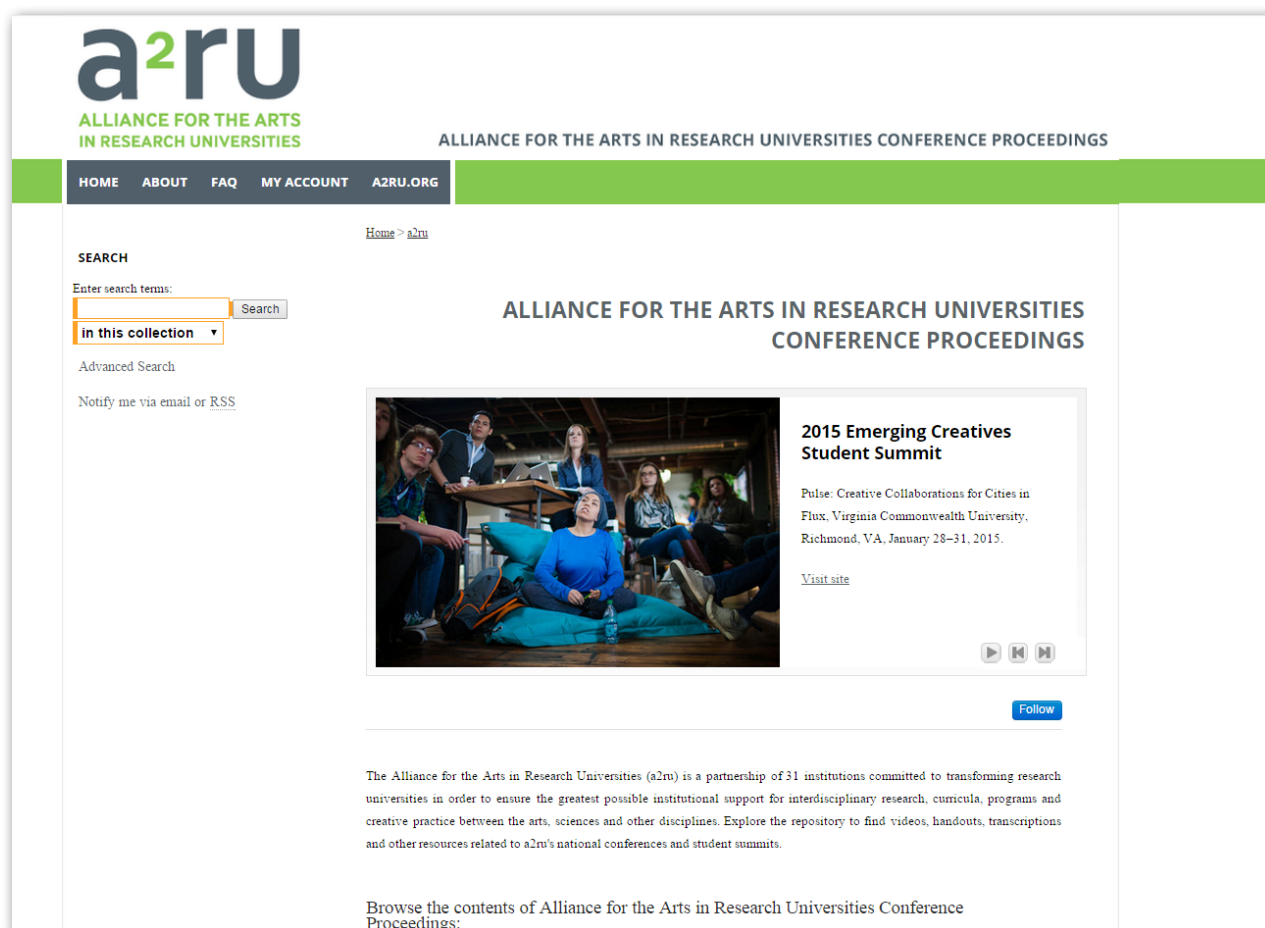 a2ru
ALLIANCE FOR THE ARTS
IN RESEARCH UNIVERSITIES
ALLIANCE FOR THE ARTS IN RESEARCH UNIVERSITIES CONFERENCE PROCEEDINGS
HOME ABOUT FAQ MY ACCOUNT A2RU.ORG
Home > a2ru
SEARCH
Enter search terms:
Search
in this collection
Advanced Search
Notify me via email or RSS
ALLIANCE FOR THE ARTS IN RESEARCH UNIVERSITIES
CONFERENCE PROCEEDINGS
2015 Emerging Creatives
Student Summit
Pulse: Creative Collaborations for Cities in
Flux, Virginia Commonwealth University,
Richmond, VA, January 28–31, 2015.
Visit site
Follow
The Alliance for the Arts in Research Universities (a2ru) is a partnership of 31 institutions committed to transforming research
universities in order to ensure the greatest possible institutional support for interdisciplinary research, curricula, programs and
creative practice between the arts, sciences and other disciplines. Explore the repository to find videos, handouts, transcriptions
and other resources related to a2ru's national conferences and student summits.
Browse the contents of Alliance for the Arts in Research Universities Conference
Proceedings: